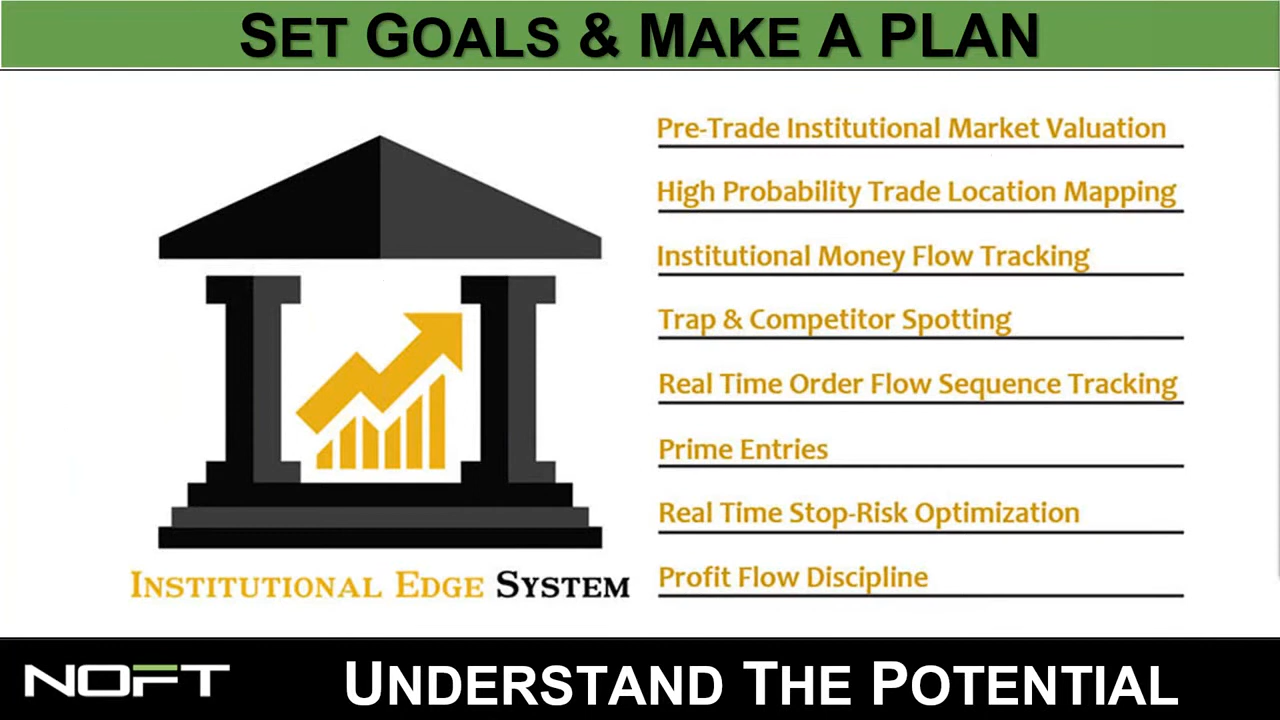 SET GOALS & MAKE A PLAN
Pre-Trade Institutional Market Valuation
High Probability Trade Location Mapping
Institutional Money Flow Tracking
Trap & Competitor Spotting
Real Time Order Flow Sequence Tracking
Prime Entries
Real Time Stop-Risk Optimization
Profit Flow Discipline
INSTITUTIONAL EDGE SYSTEM
NOFT
UNDERSTAND THE POTENTIAL